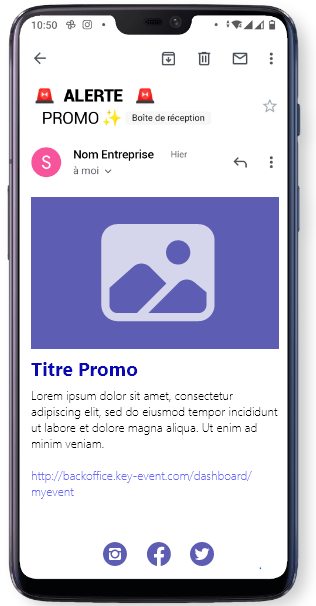 10:50
🚨 ALERTE 🚨
PROMO ✨ Boîte de réception
S
Nom Entreprise Hier
à moi
Titre Promo
Lorem ipsum dolor sit amet, consectetur
adipiscing elit, sed do eiusmod tempor incididunt
ut labore et dolore magna aliqua. Ut enim ad
minim veniam.
http://backoffice.key-event.com/dashboard/
myevent